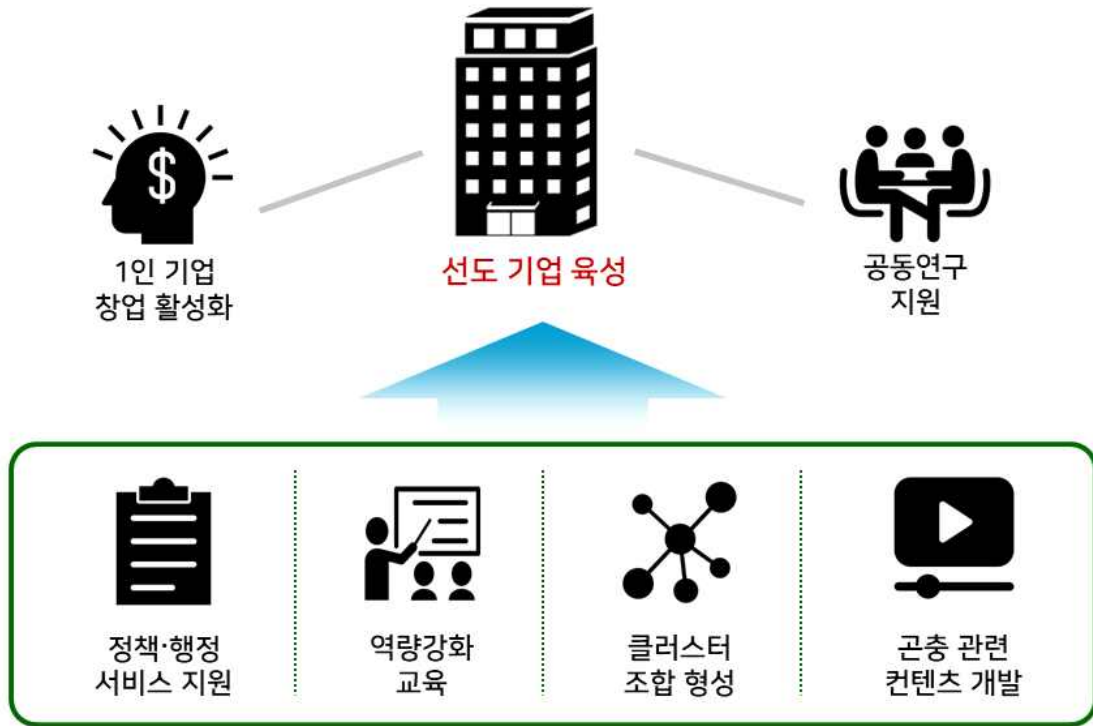 $
1인 기업
창업 활성화
선도 기업 육성
공동연구
지원
정책·행정
서비스 지원
역량강화
교육
클러스터
조합 형성
곤충 관련
컨텐츠 개발